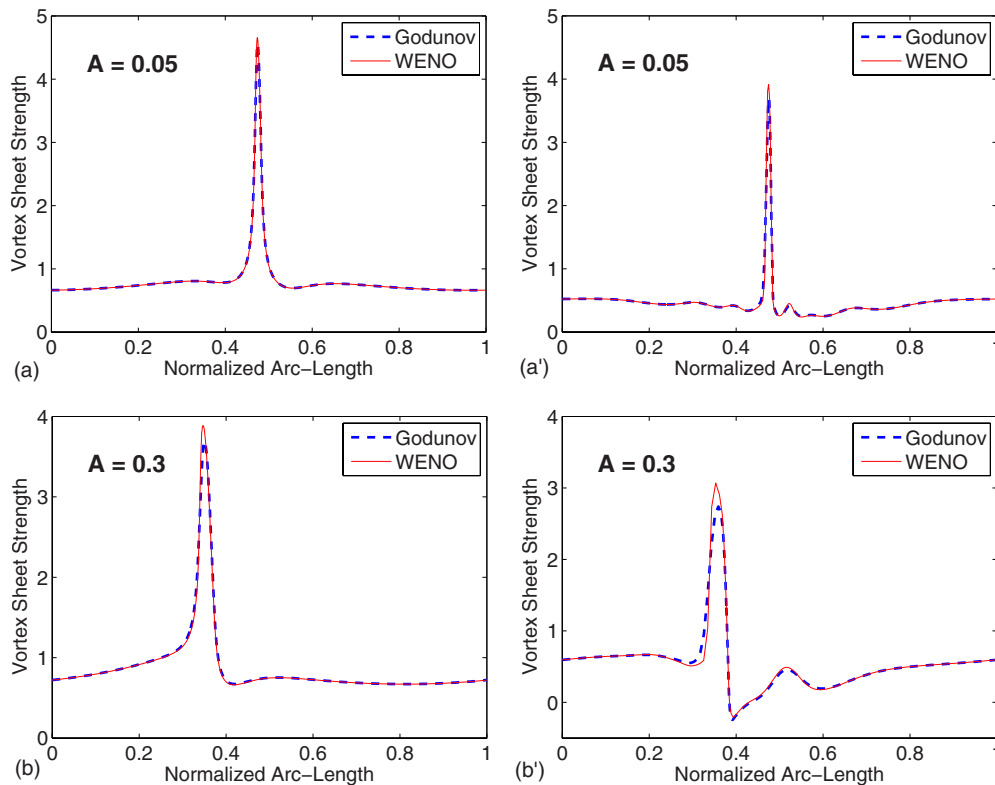 5
4
3
2
1
0
Vortex Sheet Strength
A = 0.05
Godunov
WENO
0
0.2
0.4
0.6
0.8
1
Normalized Arc-Length
(a)
5
4
3
2
1
0
Vortex Sheet Strength
A = 0.05
Godunov
WENO
0
0.2
0.4
0.6
0.8
1
Normalized Arc-Length
(a')
4
3
2
1
0
Vortex Sheet Strength
A = 0.3
Godunov
WENO
0
0.2
0.4
0.6
0.8
1
Normalized Arc-Length
(b)
4
3
2
1
0
Vortex Sheet Strength
A = 0.3
Godunov
WENO
0
0.2
0.4
0.6
0.8
1
Normalized Arc-Length
(b')